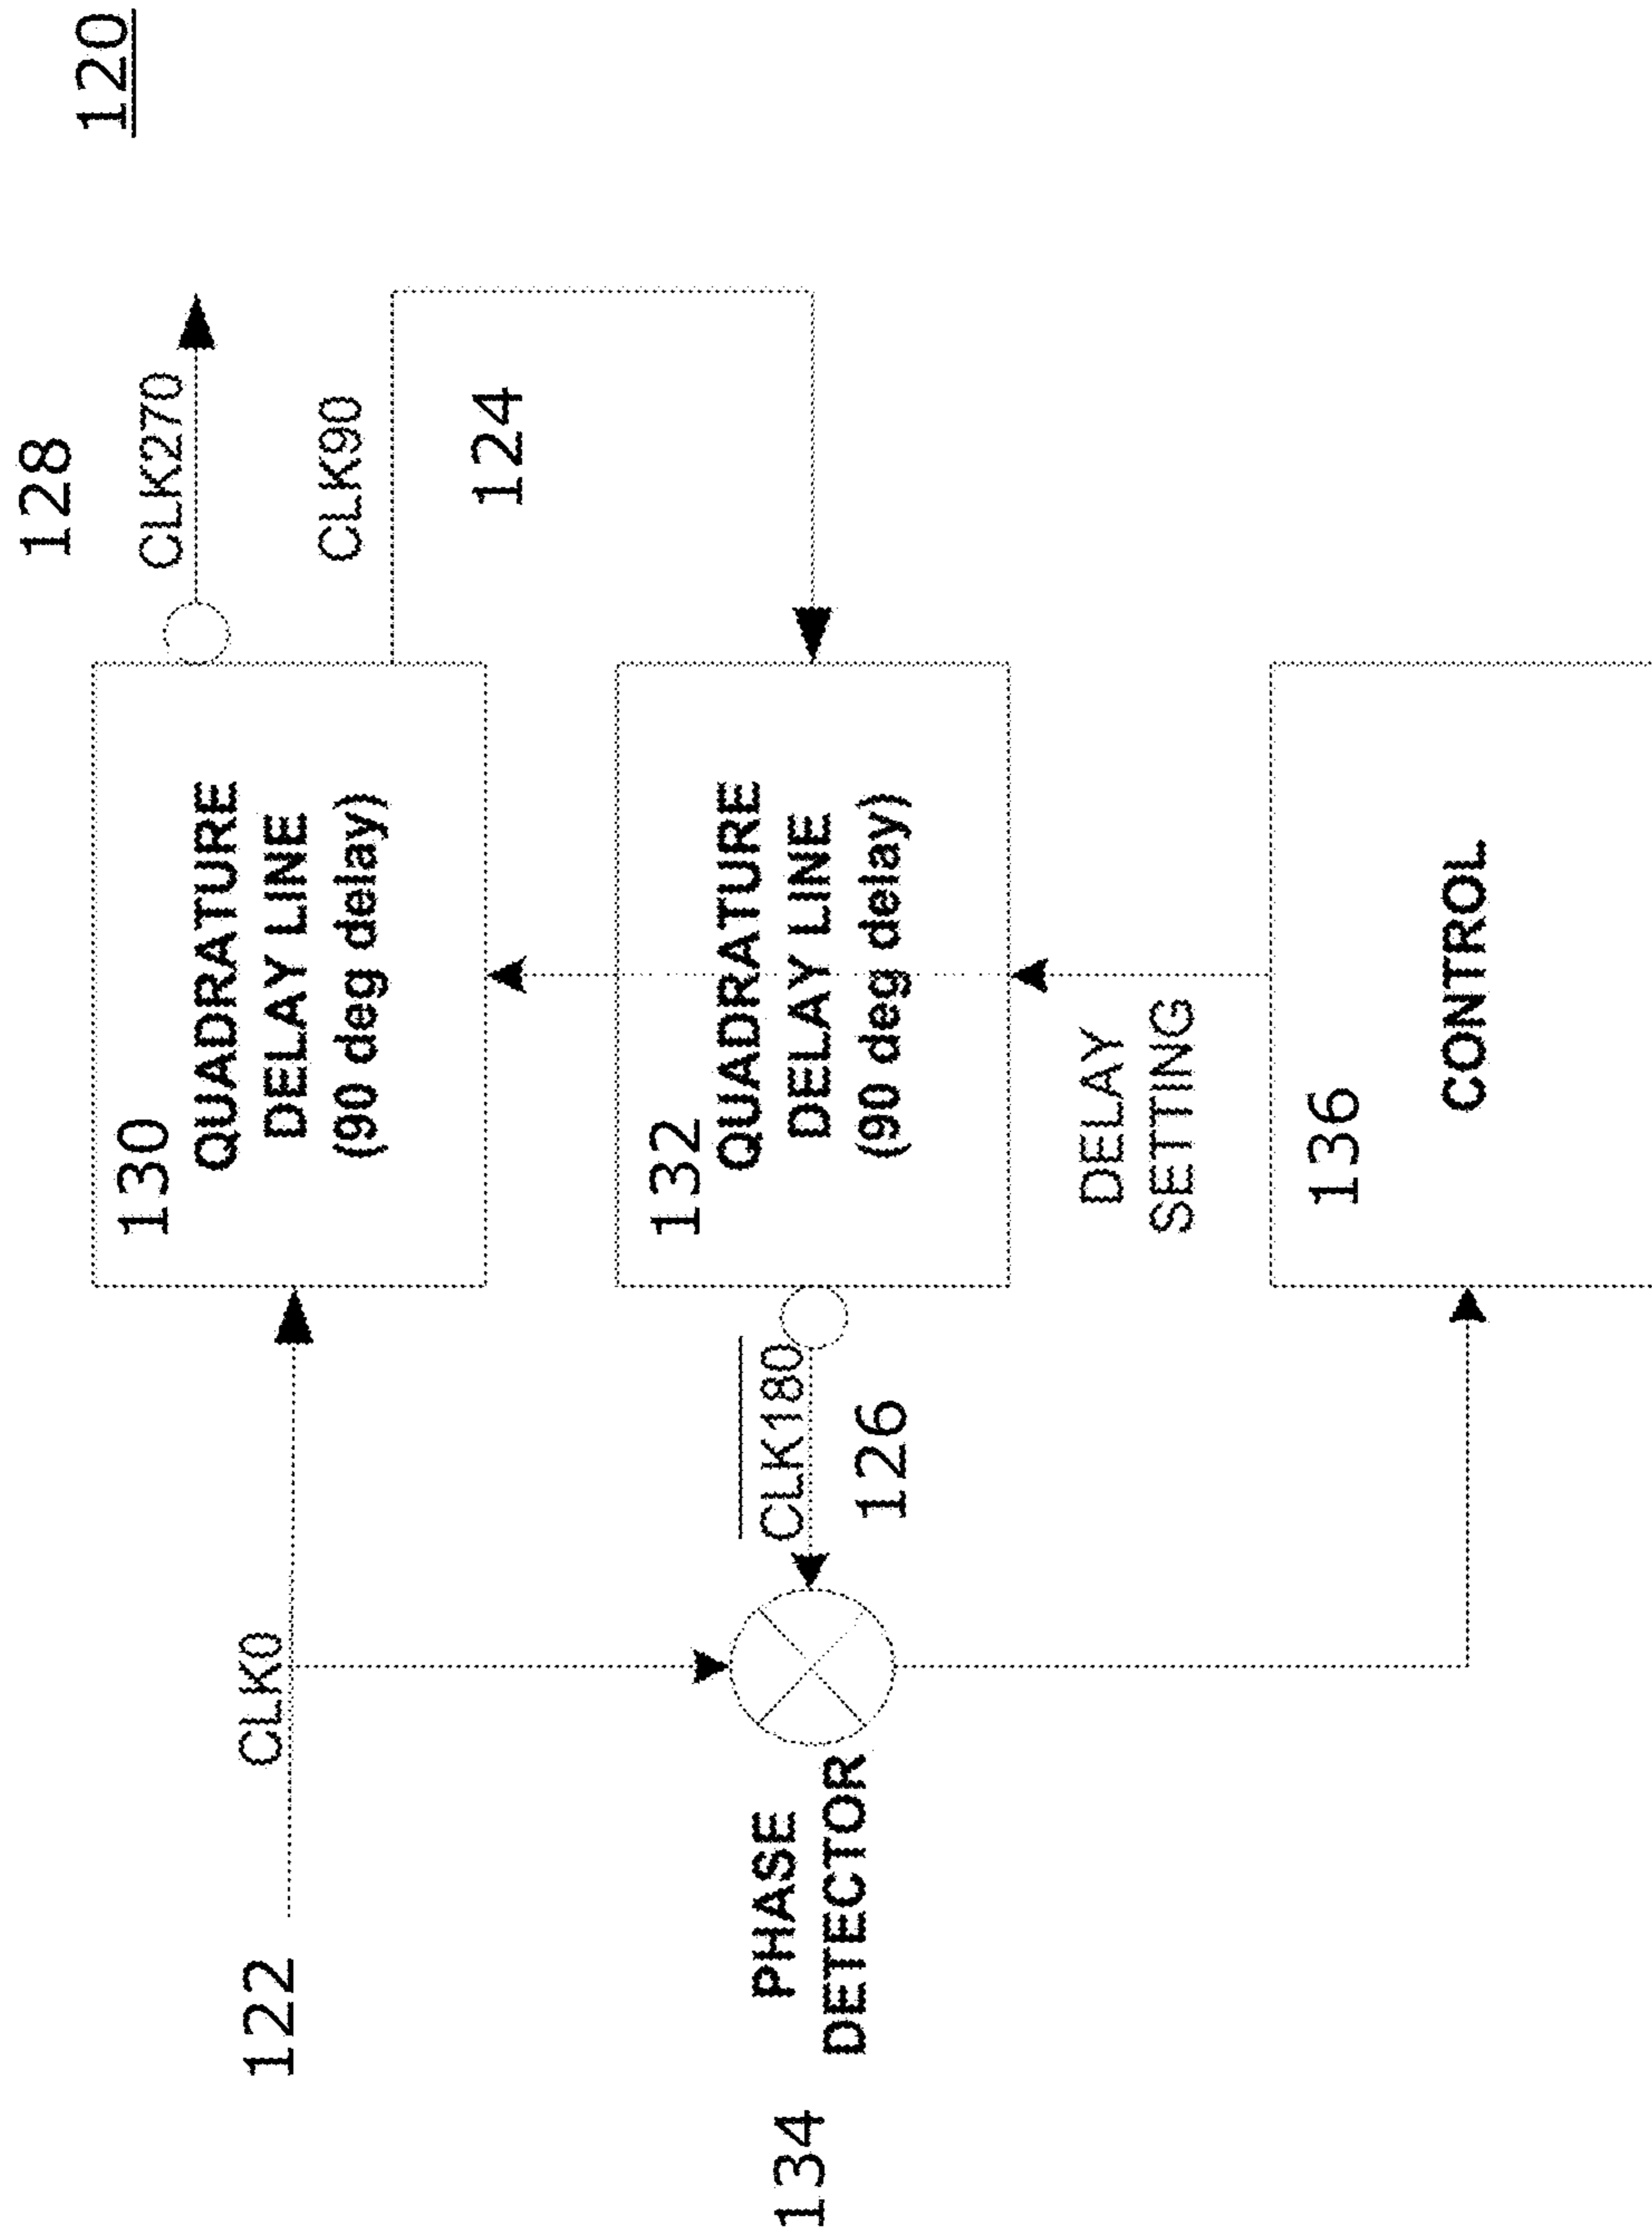 120
128
CLK270
CLK90
124
130
QUADRATURE
DELAY LINE
(90 deg delay)
122
CLK0
132
QUADRATURE
DELAY LINE
(90 deg delay)
CLK180
126
134
PHASE
DETECTOR
DELAY
SETTING
136
CONTROL